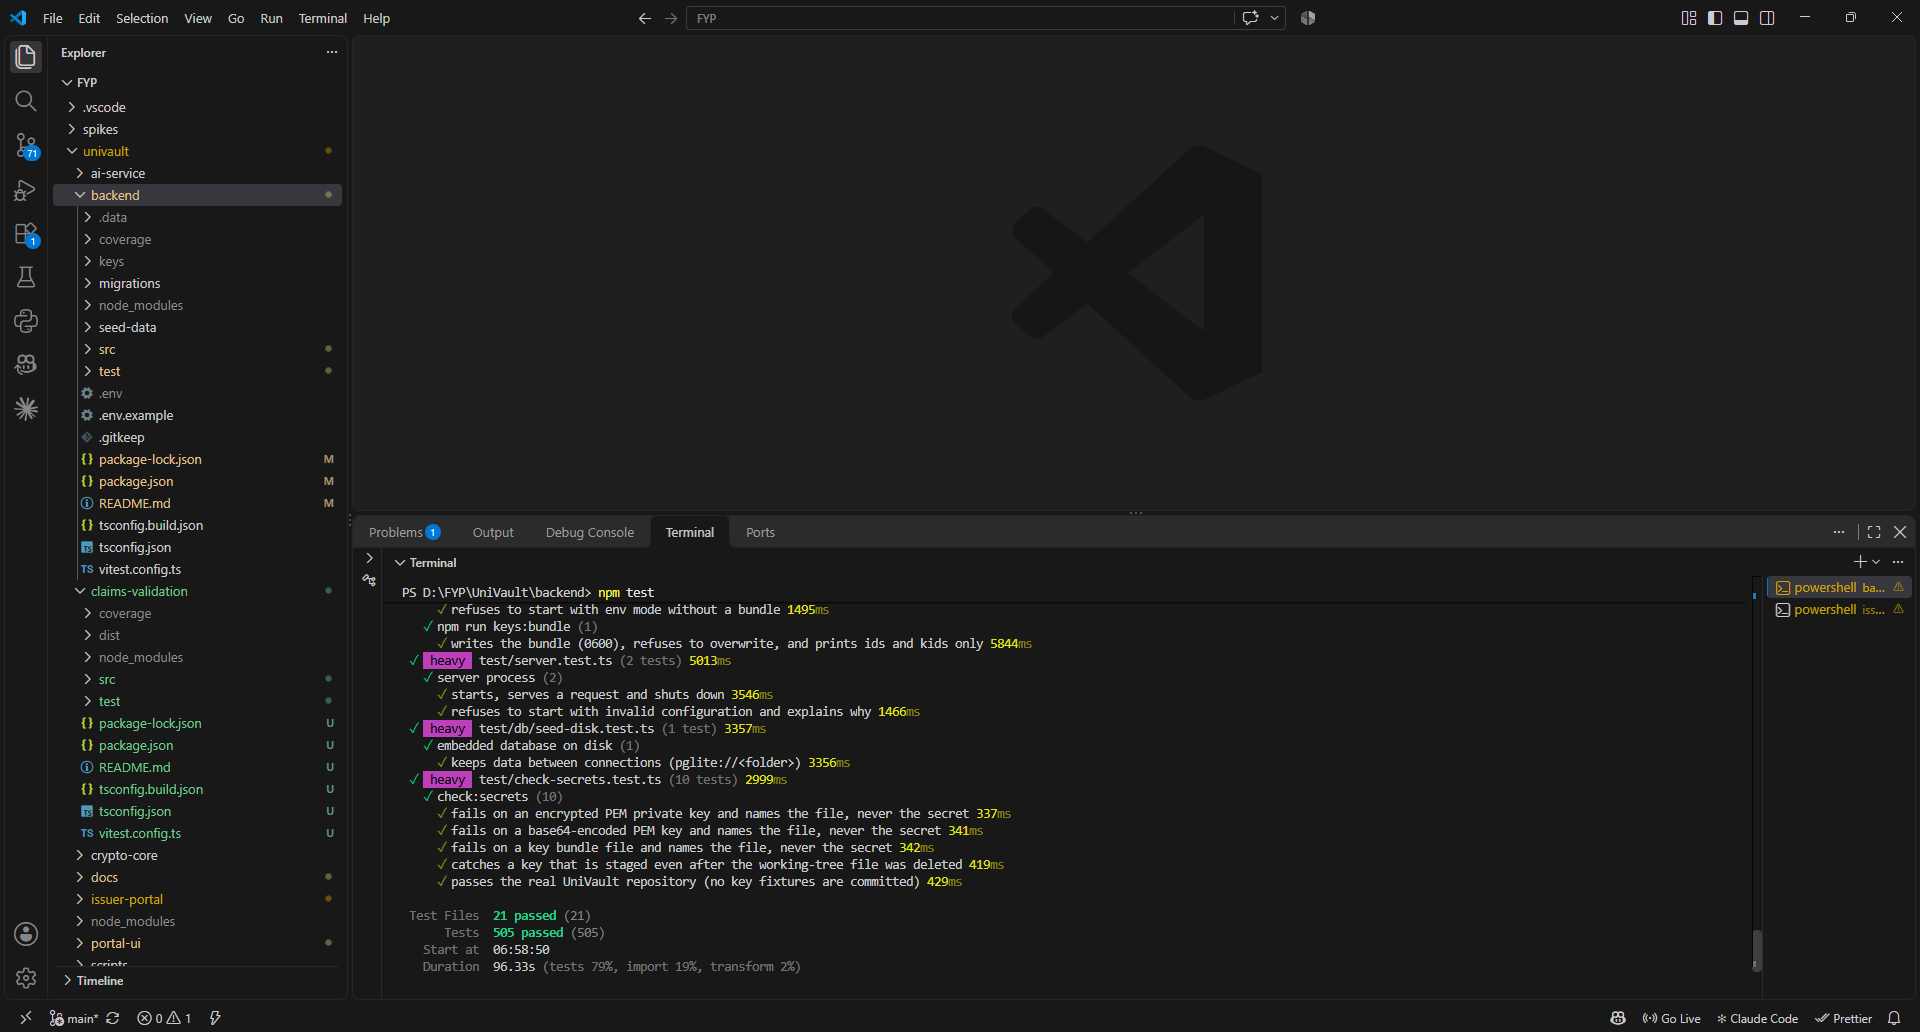 File Edit Selection View Go Run Terminal Help
FYP
Explorer
FYP
.vscode
spikes
71
univault
ai-service
backend
.data
1
coverage
keys
migrations
node_modules
seed-data
src
test
.env
.env.example
.gitkeep
package-lock.json M
package.json M
README.md M
tsconfig.build.json
tsconfig.json
vitest.config.ts
claims-validation
coverage
dist
node_modules
src
test
package-lock.json U
package.json U
README.md U
tsconfig.build.json U
tsconfig.json U
vitest.config.ts U
crypto-core
docs
issuer-portal
node_modules
portal-ui
scripts
Timeline
Problems 1 Output Debug Console Terminal Ports
Terminal
PS D:\FYP\UniVault\backend> npm test
✓ refuses to start with env mode without a bundle 1495ms
✓ npm run keys:bundle (1)
✓ writes the bundle (0600), refuses to overwrite, and prints ids and kids only 5844ms
✓ heavy test/server.test.ts (2 tests) 5013ms
✓ server process (2)
✓ starts, serves a request and shuts down 3546ms
✓ refuses to start with invalid configuration and explains why 1466ms
✓ heavy test/db/seed-disk.test.ts (1 test) 3357ms
✓ embedded database on disk (1)
✓ keeps data between connections (pglite://<folder>) 3356ms
✓ heavy test/check-secrets.test.ts (10 tests) 2999ms
✓ check:secrets (10)
✓ fails on an encrypted PEM private key and names the file, never the secret 337ms
✓ fails on a base64-encoded PEM key and names the file, never the secret 341ms
✓ fails on a key bundle file and names the file, never the secret 342ms
✓ catches a key that is staged even after the working-tree file was deleted 419ms
✓ passes the real UniVault repository (no key fixtures are committed) 429ms
Test Files 21 passed (21)
Tests 505 passed (505)
Start at 06:58:50
Duration 96.33s (tests 79%, import 19%, transform 2%)
powershell ba...
powershell iss...
main* 0 1 Go Live Claude Code Prettier